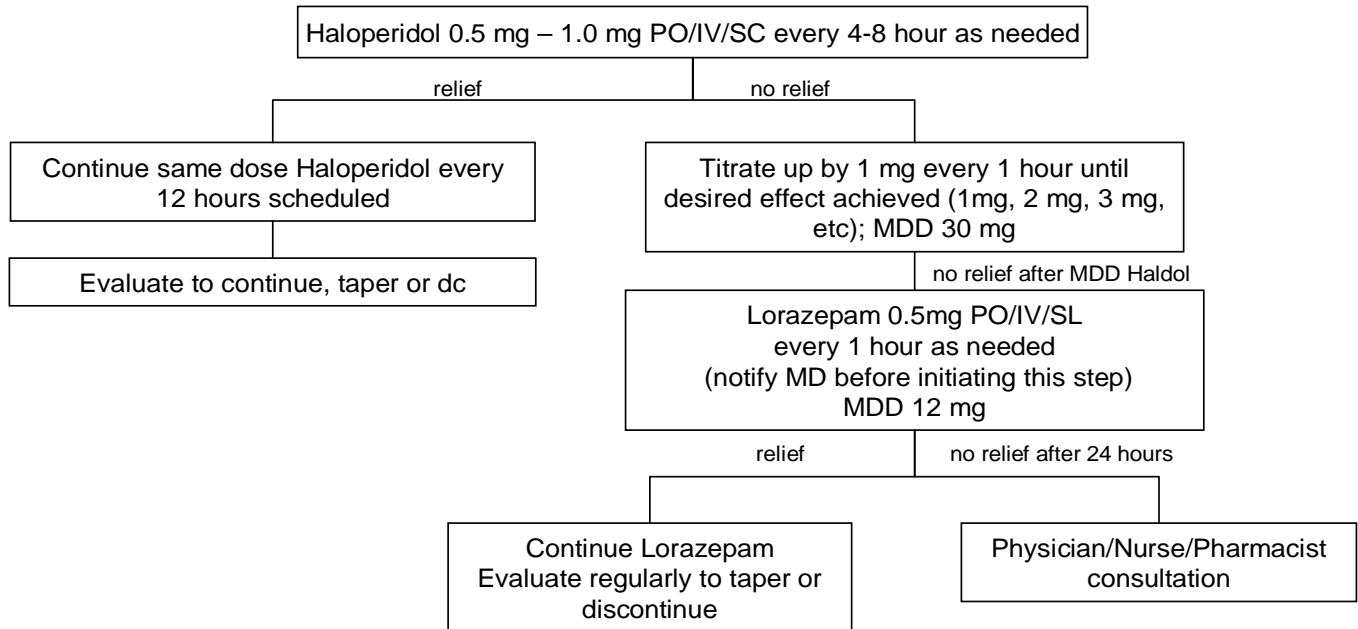 Haloperidol 0.5 mg – 1.0 mg PO/IV/SC every 4-8 hour as needed
relief
no relief
Continue same dose Haloperidol every
12 hours scheduled
Evaluate to continue, taper or dc
Titrate up by 1 mg every 1 hour until
desired effect achieved (1mg, 2 mg, 3 mg,
etc); MDD 30 mg
no relief after MDD Haldol
Lorazepam 0.5mg PO/IV/SL
every 1 hour as needed
(notify MD before initiating this step)
MDD 12 mg
relief
no relief after 24 hours
Continue Lorazepam
Evaluate regularly to taper or
discontinue
Physician/Nurse/Pharmacist
consultation